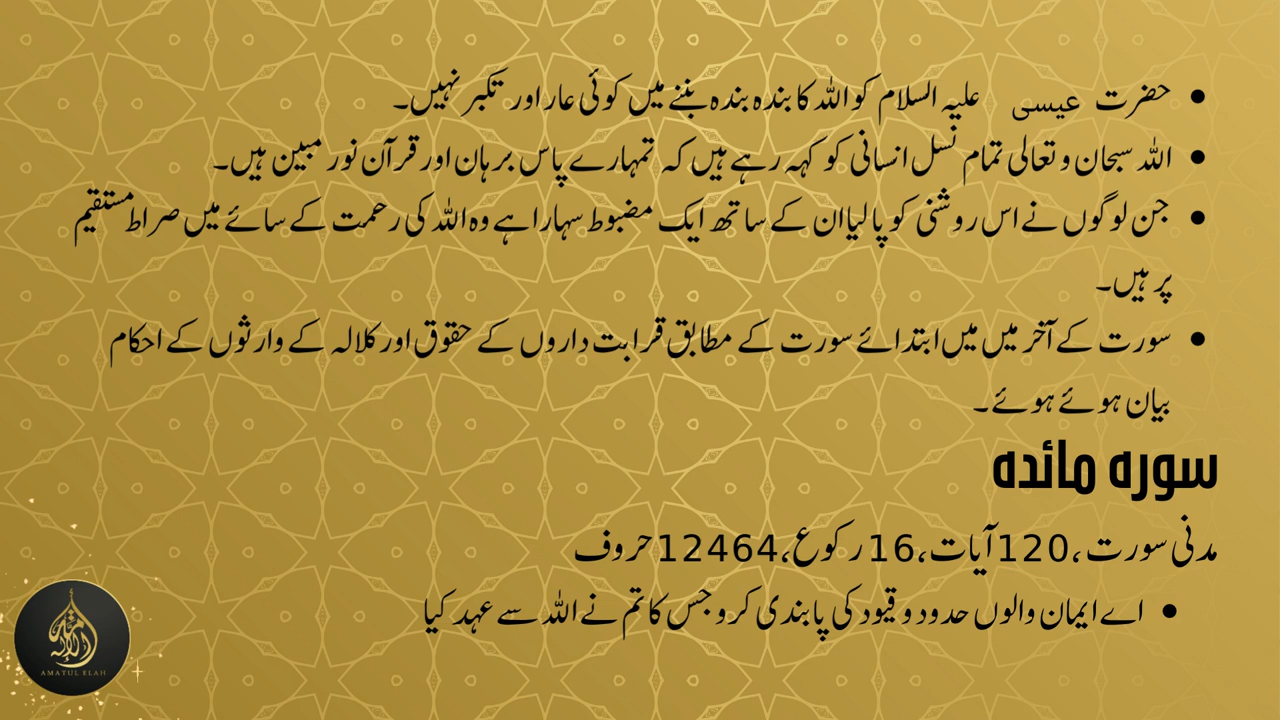 • حضرت عیسی علیہ السلام کو اللہ کا بندہ بندہ بننے میں کوئی عار اور تکبر نہیں۔
• اللہ سبحان و تعالی تمام نسل انسانی کو کہہ رہے ہیں کہ تمہارے پاس برہان اور قرآن نور مبین ہیں۔
• جن لوگوں نے اس روشنی کو پا لیا ان کے ساتھ ایک مضبوط سہارا ہے وہ اللہ کی رحمت کے سائے میں صراط مستقیم
پر ہیں۔
• سورت کے آخر میں میں ابتدائے سورت کے مطابق قرابت داروں کے حقوق اور کلالہ کے وارثوں کے احکام
بیان ہوئے ہوئے۔
سوره مائده
مدنی سورت، 120 آیات، 16 رکوع، 12464 حروف
• اے ایمان والوں حدود و قیود کی پابندی کرو جس کا تم نے اللہ سے عہد کیا
AMATUL ELAH